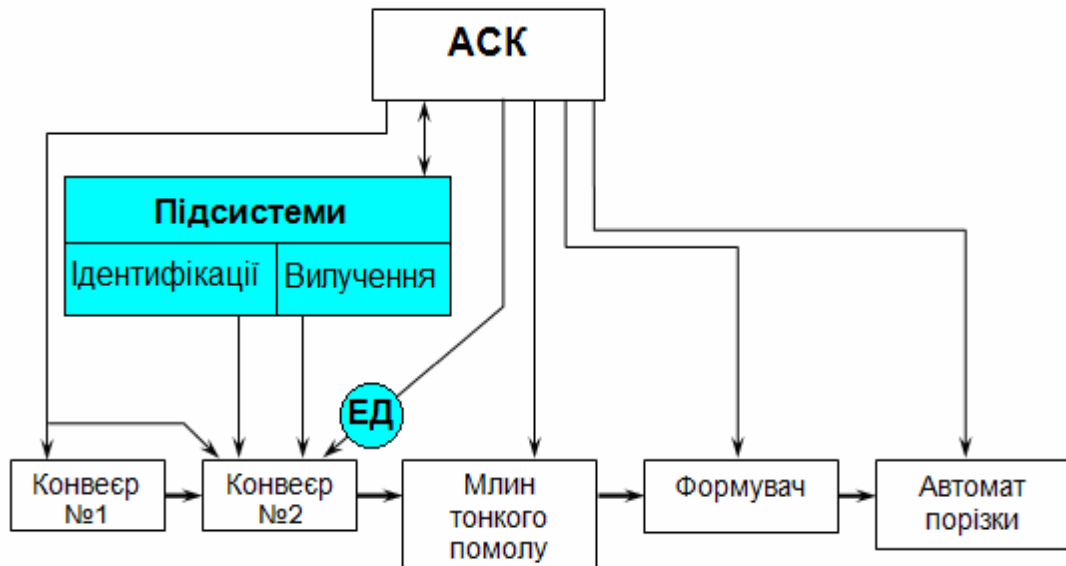 АСК
Підсистеми
Ідентифікації
Випучення
ЕД
Конвеєр
№1
Конвеєр
№2
Млин
тонкого
помолу
Формувач
Автомат
порізки